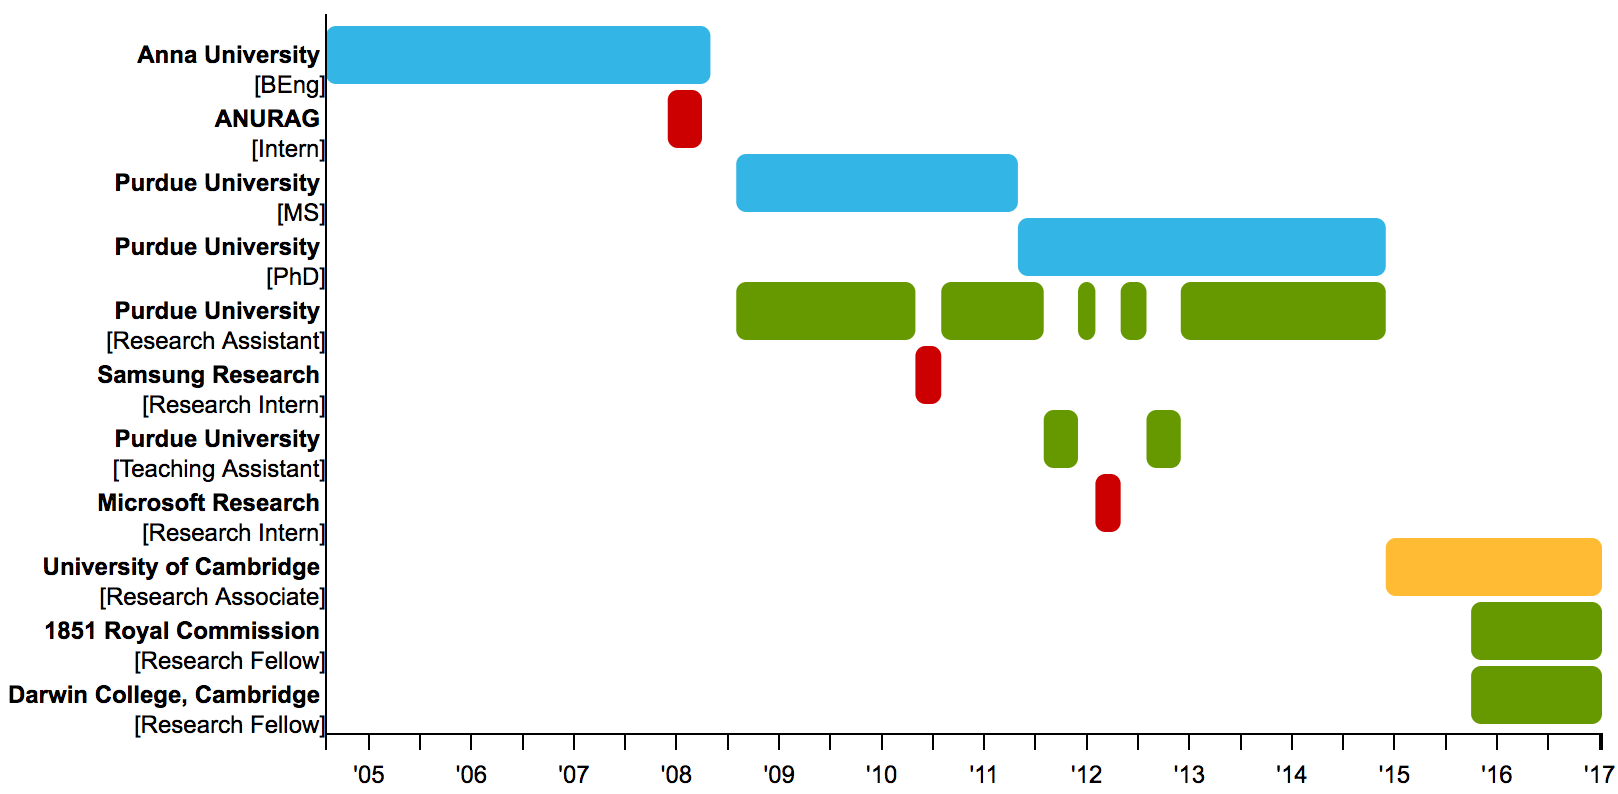 Anna University
[BEng]
ANURAG
[Intern]
Purdue University
[MS]
Purdue University
[PhD]
Purdue University
[Research Assistant]
Samsung Research
[Research Intern]
Purdue University
[Teaching Assistant]
Microsoft Research
[Research Intern]
University of Cambridge
[Research Associate]
1851 Royal Commission
[Research Fellow]
Darwin College, Cambridge
[Research Fellow]
'05 '06 '07 '08 '09 '10 '11 '12 '13 '14 '15 '16 '17